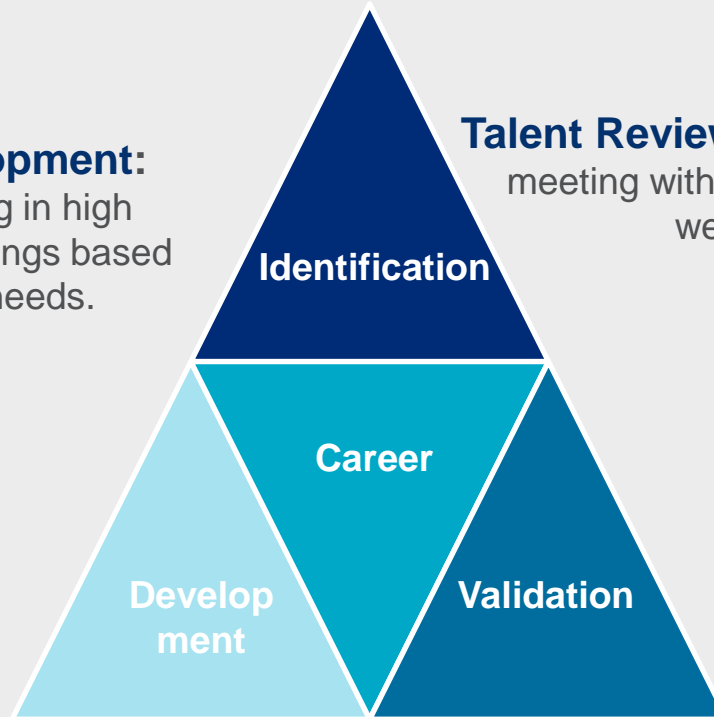 opment:
g in high
ngs based
needs.
Talent Review
meeting with
we
Identification
Career
Develop
ment
Validation